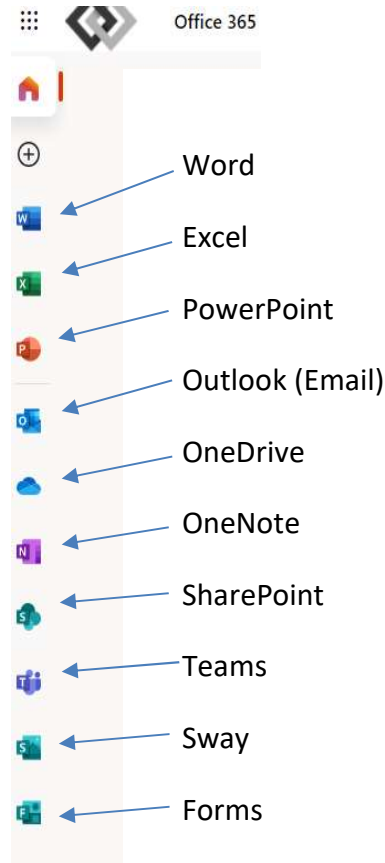 Office 365
Word
W
Excel
X
PowerPoint
P
Outlook (Email)
O
OneDrive
OneNote
N
SharePoint
S
Teams
T
Sway
S
Forms
F